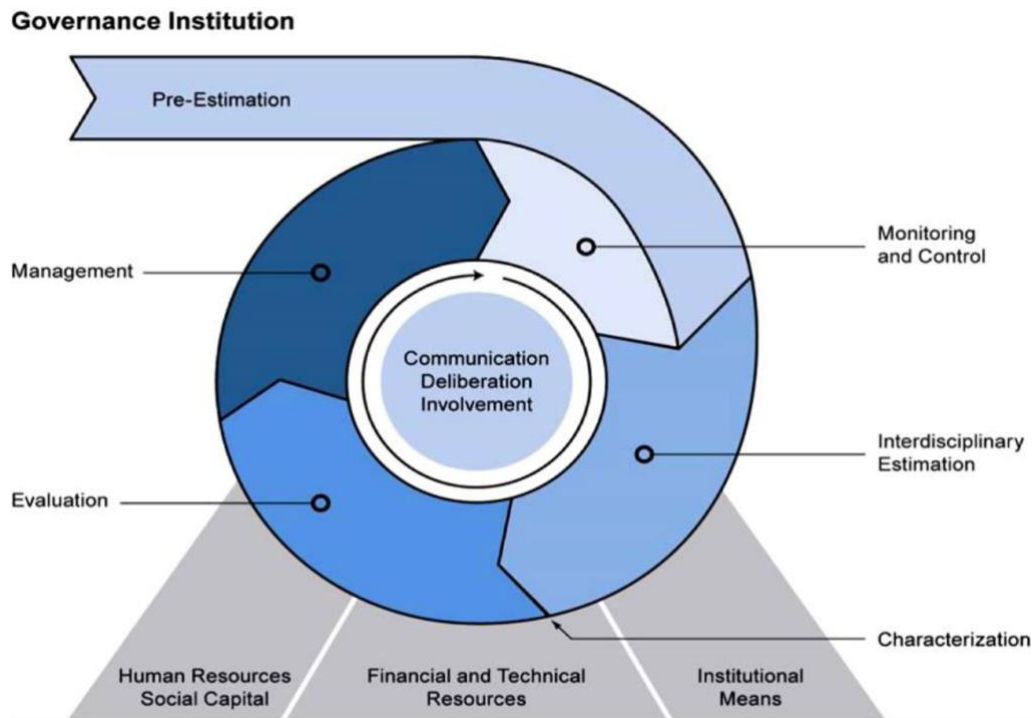 Governance Institution
Pre-Estimation
Monitoring
and Control
Management
Communication
Deliberation
Involvement
Interdisciplinary
Estimation
Evaluation
Characterization
Human Resources
Social Capital
Financial and Technical
Resources
Institutional
Means